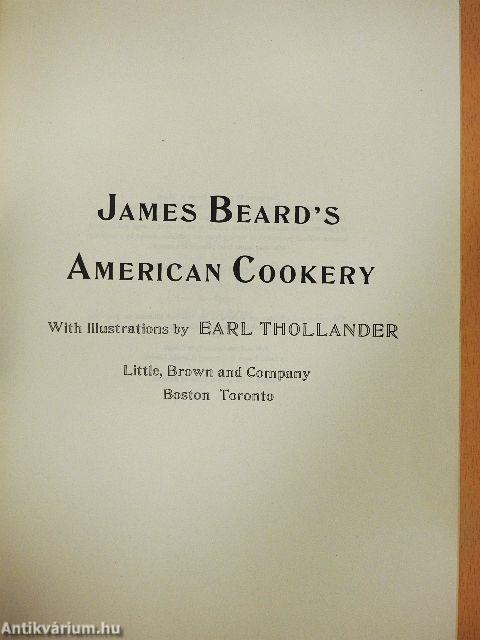 JAMES BEARD'S
AMERICAN COOKERY
With Illustrations by EARL THOLLANDER
Little, Brown and Company
Boston Toronto
Antikvárium.hu